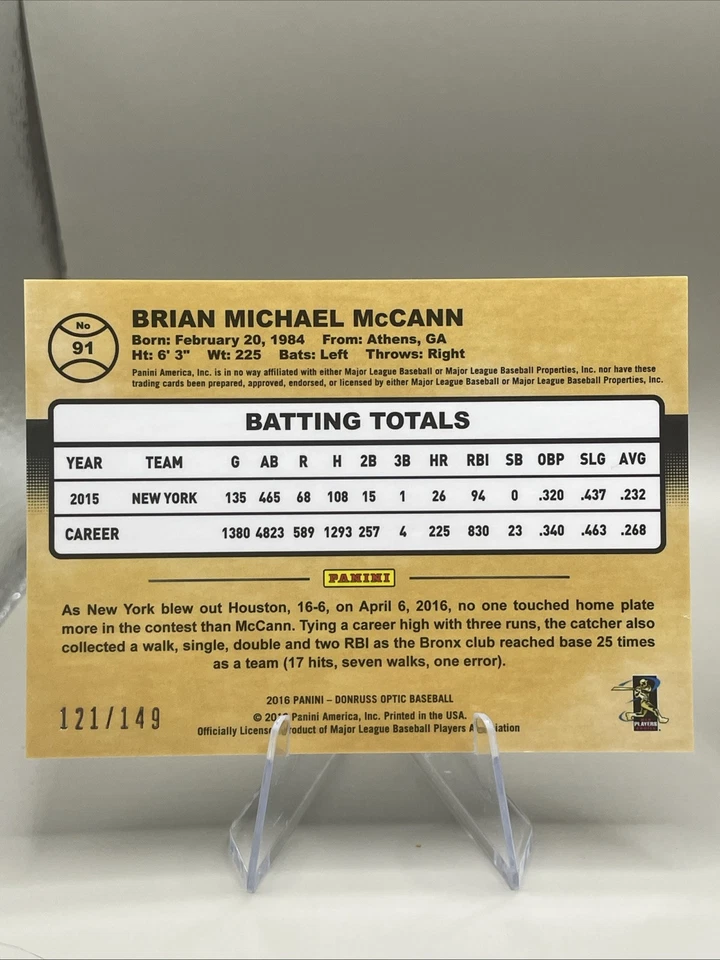 No
91
BRIAN MICHAEL McCANN
Born: February 20, 1984 From: Athens, GA
Ht: 6' 3" Wt: 225 Bats: Left Throws: Right
Panini America, Inc. is in no way affiliated with either Major League Baseball or Major League Baseball Properties, Inc. nor have these
trading cards been prepared, approved, endorsed, or licensed by either Major League Baseball or Major League Baseball Properties, Inc.
BATTING TOTALS
YEAR TEAM G AB R H 2B 3B HR RBI SB OBP SLG AVG
2015 NEW YORK 135 465 68 108 15 1 26 94 0 .320 .437 .232
CAREER 1380 4823 589 1293 257 4 225 830 23 .340 .463 .268
PANINI
As New York blew out Houston, 16-6, on April 6, 2016, no one touched home plate
more in the contest than McCann. Tying a career high with three runs, the catcher also
collected a walk, single, double and two RBI as the Bronx club reached base 25 times
as a team (17 hits, seven walks, one error).
2016 PANINI – DONRUSS OPTIC BASEBALL
© Panini America, Inc. Printed in the USA.
Officially Product of Major League Baseball Players
121/149
PLAYERS